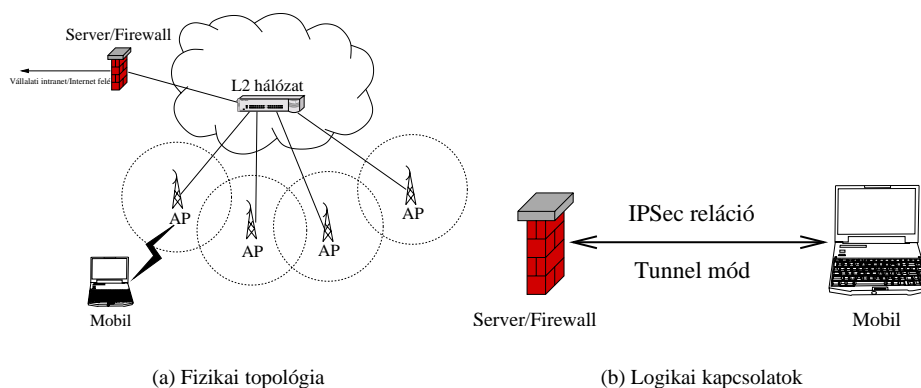 Server/Firewall
Vállalati intranet/Internet felé
L2 hálózat
AP
AP
AP
AP
Mobil
(a) Fizikai topológia
IPSec reláció
Tunnel mód
Server/Firewall
Mobil
(b) Logikai kapcsolatok